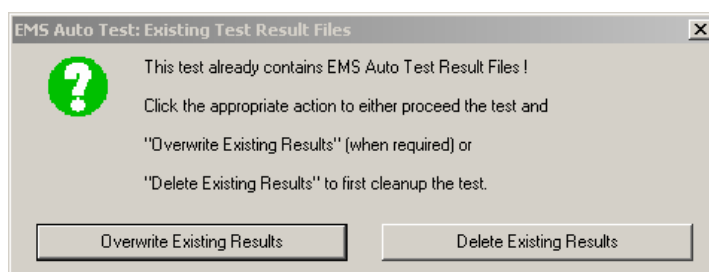 EMS Auto Test: Existing Test Result Files
This test already contains EMS Auto Test Result Files !
Click the appropriate action to either proceed the test and
"Overwrite Existing Results" (when required) or
"Delete Existing Results" to first cleanup the test.
Overwrite Existing Results Delete Existing Results